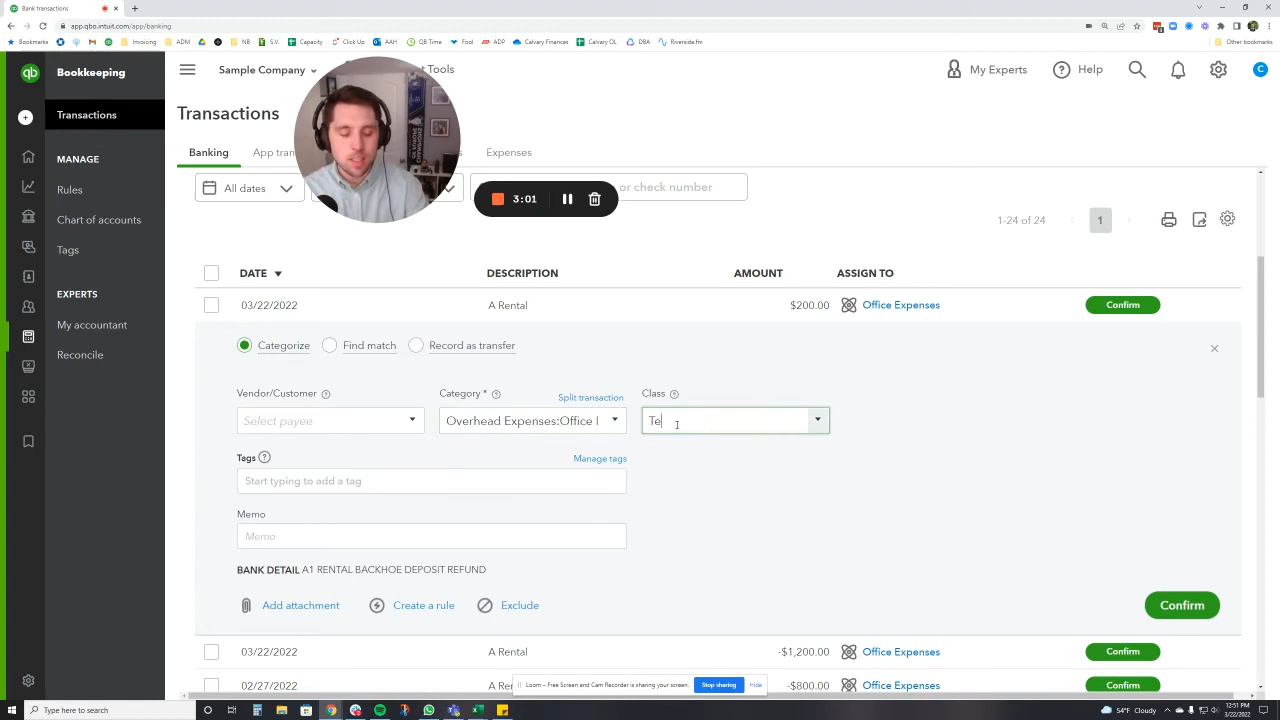 Bank transactions
app.qbo.intuit.com/app/banking
Bookmarks
Invoicing
ADM
NB
S.V.
Capacity
Click Up
AAH
QB Time
Fool
ADP
Calvary Finances
Calvary OL
DBA
Riverside.fm
Other bookmarks
qb
Bookkeeping
Sample Company
t Tools
My Experts
Help
C
Transactions
Transactions
MANAGE
Banking
App tran
s
Expenses
Rules
All dates
or check number
3:01
Chart of accounts
1-24 of 24
1
Tags
DATE
DESCRIPTION
AMOUNT
ASSIGN TO
EXPERTS
03/22/2022
A Rental
$200.00
Office Expenses
Confirm
My accountant
Categorize
Find match
Record as transfer
Reconcile
Vendor/Customer
Category *
Split transaction
Class
Select payee
Overhead Expenses:Office
Te
Tags
Manage tags
Start typing to add a tag
Memo
Memo
BANK DETAIL A1 RENTAL BACKHOE DEPOSIT REFUND
Add attachment
Create a rule
Exclude
Confirm
03/22/2022
A Rental
-$1,200.00
Office Expenses
Confirm
02/27/2022
A Ren
-$800.00
Office Expenses
Confirm
Loom – Free Screen and Cam Recorder is sharing your screen.
Stop sharing
Hide
Type here to search
54°F Cloudy
12:51 PM
3/22/2022